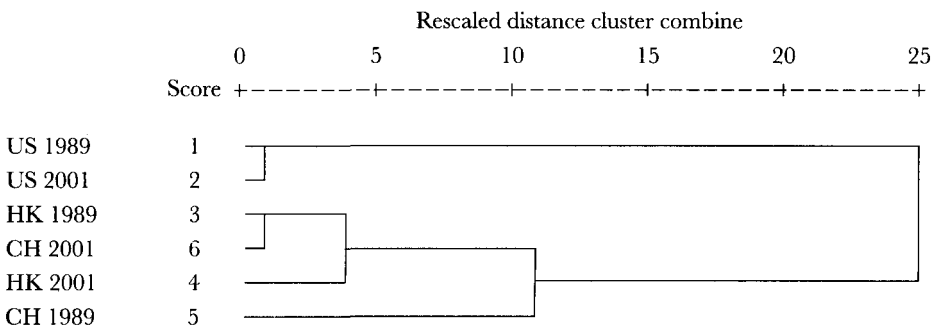 Rescaled distance cluster combine
0 5 10 15 20 25
Score
US 1989 1
US 2001 2
HK 1989 3
CH 2001 6
HK 2001 4
CH 1989 5